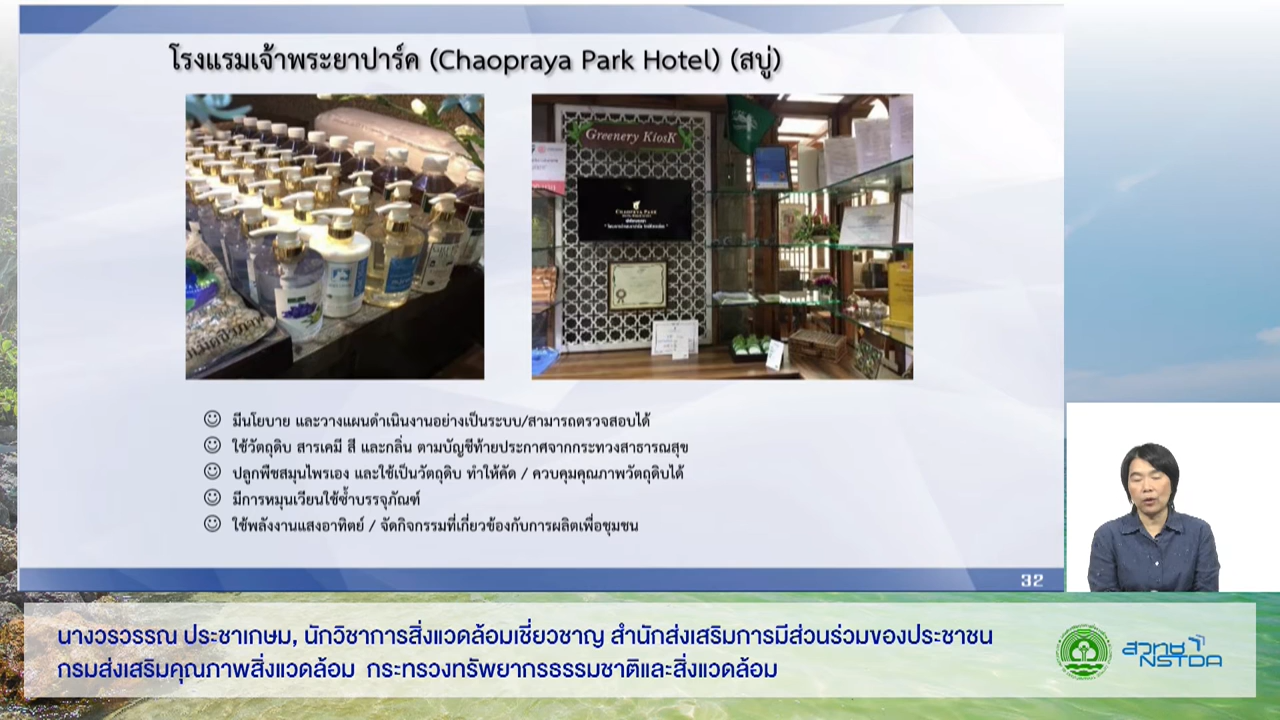 โรงแรมเจ้าพระยาปาร์ค (Chaopraya Park Hotel) (สบู่)
Greenery KiosK
CHAOPRAYA PARK
มีนโยบาย และวางแผนดำเนินงานอย่างเป็นระบบ/สามารถตรวจสอบได้
ใช้วัตถุดิบ สารเคมี สี และกลิ่น ตามบัญชีท้ายประกาศจากกระทวงสาธารณสุข
ปลูกพืชสมุนไพรเอง และใช้เป็นวัตถุดิบ ทำให้คัด / ควบคุมคุณภาพวัตถุดิบได้
มีการหมุนเวียนใช้ซ้ำบรรจุภัณฑ์
ใช้พลังงานแสงอาทิตย์ / จัดกิจกรรมที่เกี่ยวข้องกับการผลิตเพื่อชุมชน
32
นางวรวรรณ ประชาเกษม, นักวิชาการสิ่งแวดล้อมเชี่ยวชาญ สำนักส่งเสริมการมีส่วนร่วมของประชาชน
กรมส่งเสริมคุณภาพสิ่งแวดล้อม กระทรวงทรัพยากรธรรมชาติและสิ่งแวดล้อม
สวทช
NSTDA